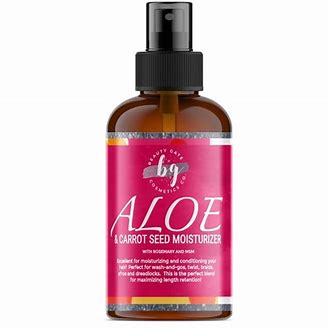 BEAUTY GATE
bg
COSMETICS CO.
ALOE
& CARROT SEED MOISTURIZER
WITH ROSEMARY AND MSM
Excellent for moisturizing and conditioning your
hair! Perfect for wash-and-gos, twist, braids,
afros and dreadlocks. This is the perfect blend
for maximizing length retention!